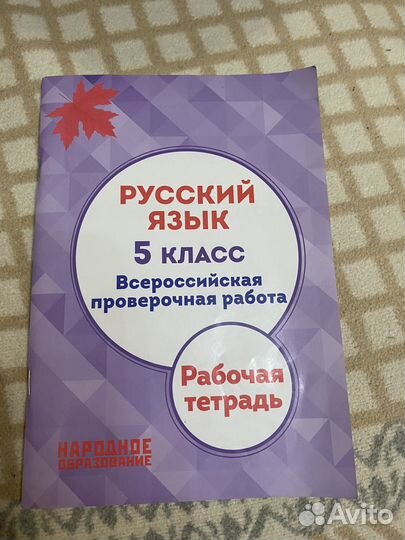 РУССКИЙ
ЯЗЫК
5 КЛАСС
Всероссийская
проверочная работа
Рабочая
тетрадь
НАРОДНОЕ
ОБРАЗОВАНИЕ
Avito